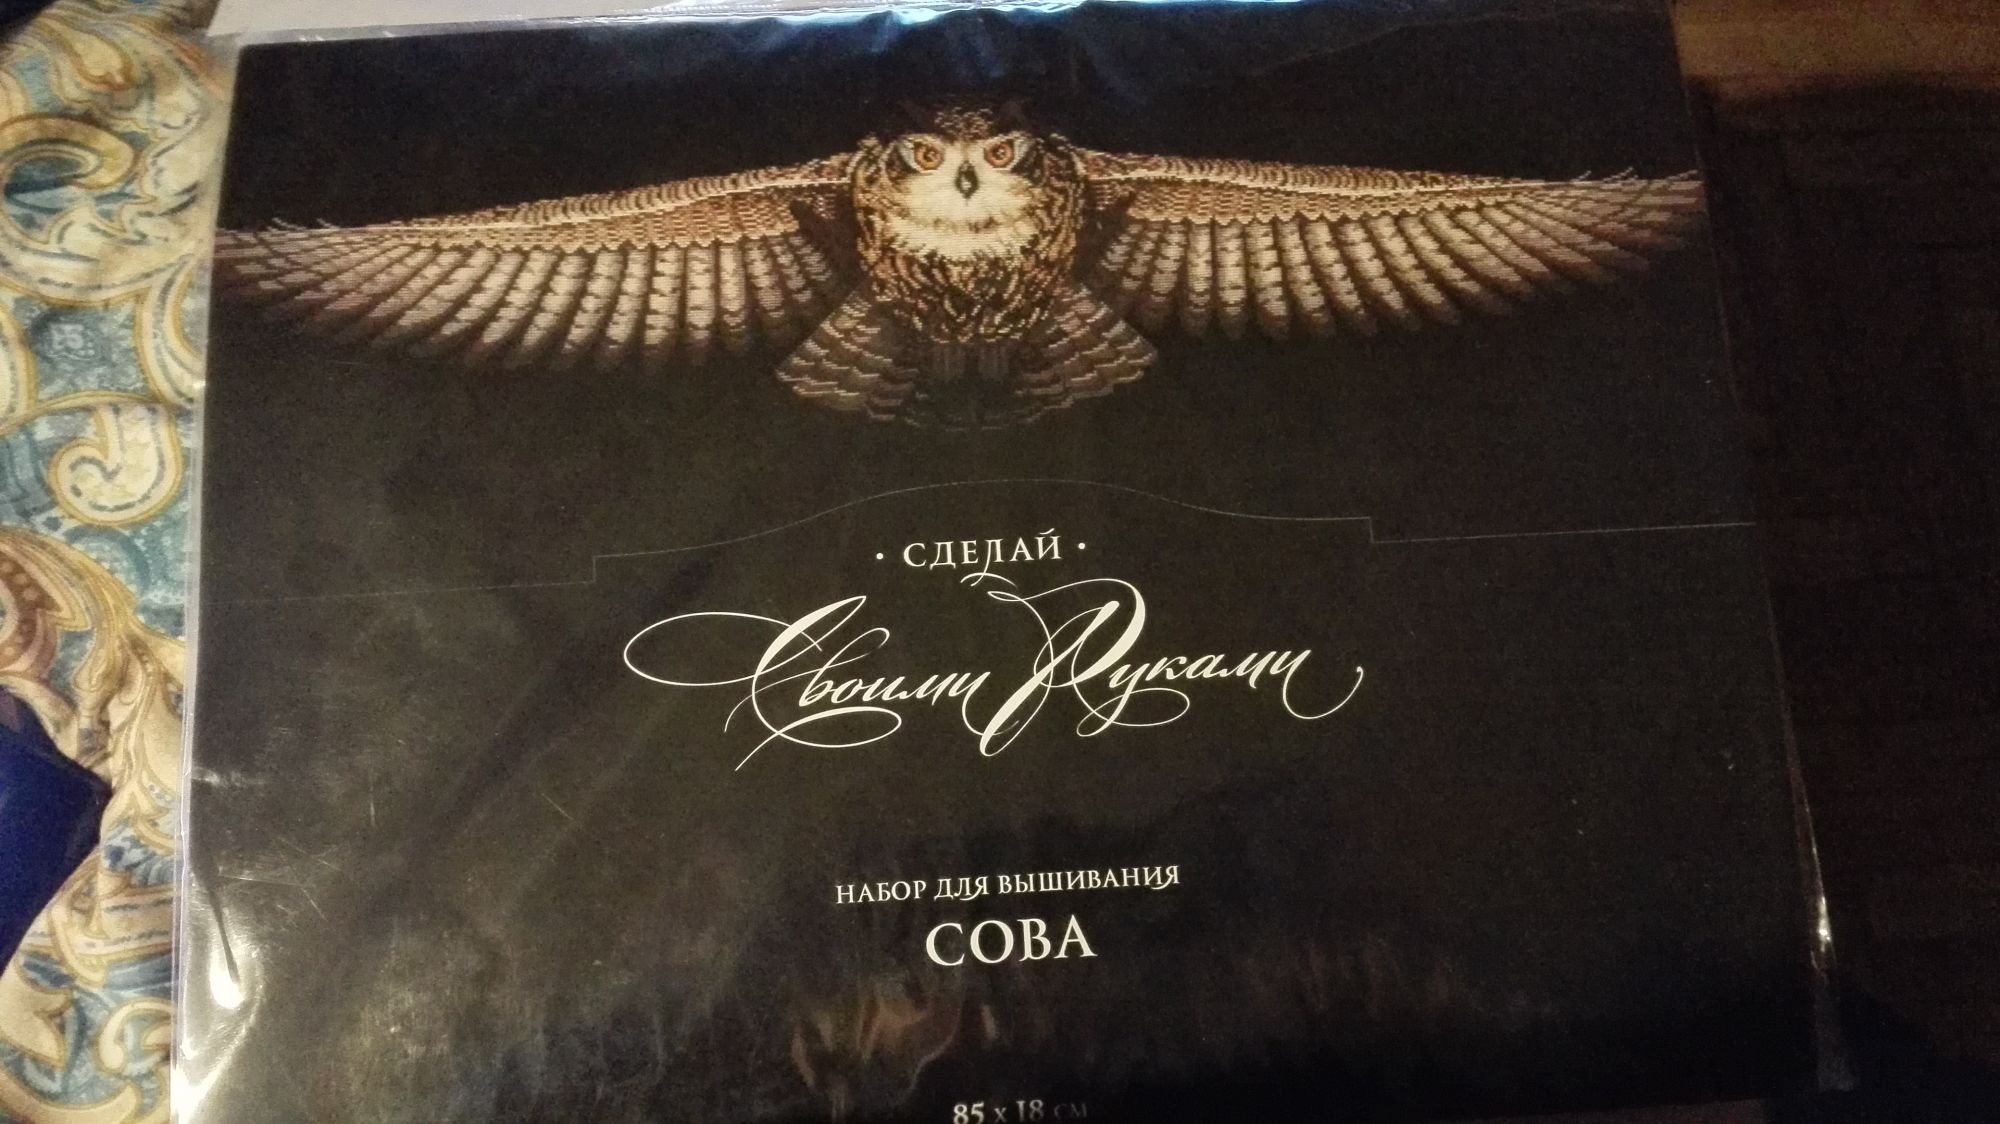 · СДЕЛАЙ ·
Своими Руками
НАБОР ДЛЯ ВЫШИВАНИЯ
СОВА
85 x 18 см